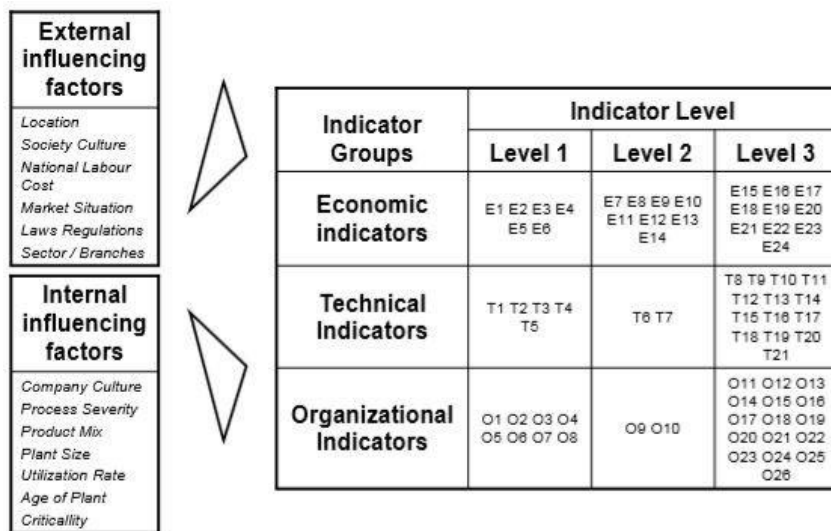 External
influencing
factors
Location
Society Culture
National Labour
Cost
Market Situation
Laws Regulations
Sector / Branches
Internal
influencing
factors
Company Culture
Process Severity
Product Mix
Plant Size
Utilization Rate
Age of Plant
Criticallity
Indicator
Groups
Indicator Level
Level 1
Level 2
Level 3
Economic
indicators
E1 E2 E3 E4
E5 E6
E7 E8 E9 E10
E11 E12 E13
E14
E15 E16 E17
E18 E19 E20
E21 E22 E23
E24
Technical
Indicators
T1 T2 T3 T4
T5
T6 T7
T8 T9 T10 T11
T12 T13 T14
T15 T16 T17
T18 T19 T20
T21
Organizational
Indicators
O1 O2 O3 O4
O5 O6 O7 O8
O9 O10
O11 O12 O13
O14 O15 O16
O17 O18 O19
O20 O21 O22
O23 O24 O25
O26